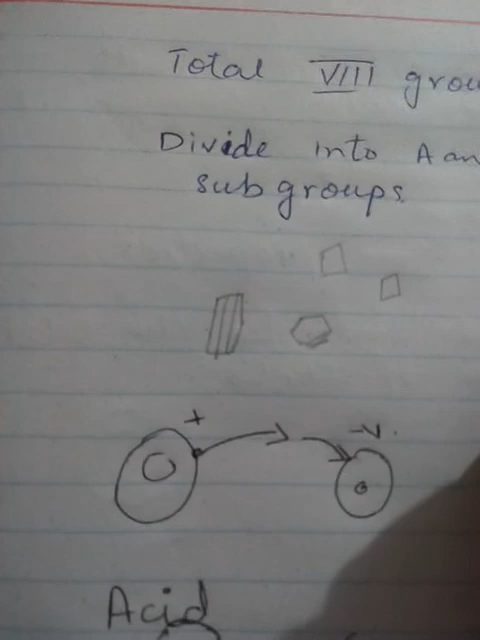 Total VIII grou
Divide into A an
sub groups.
+
-v.
Acid